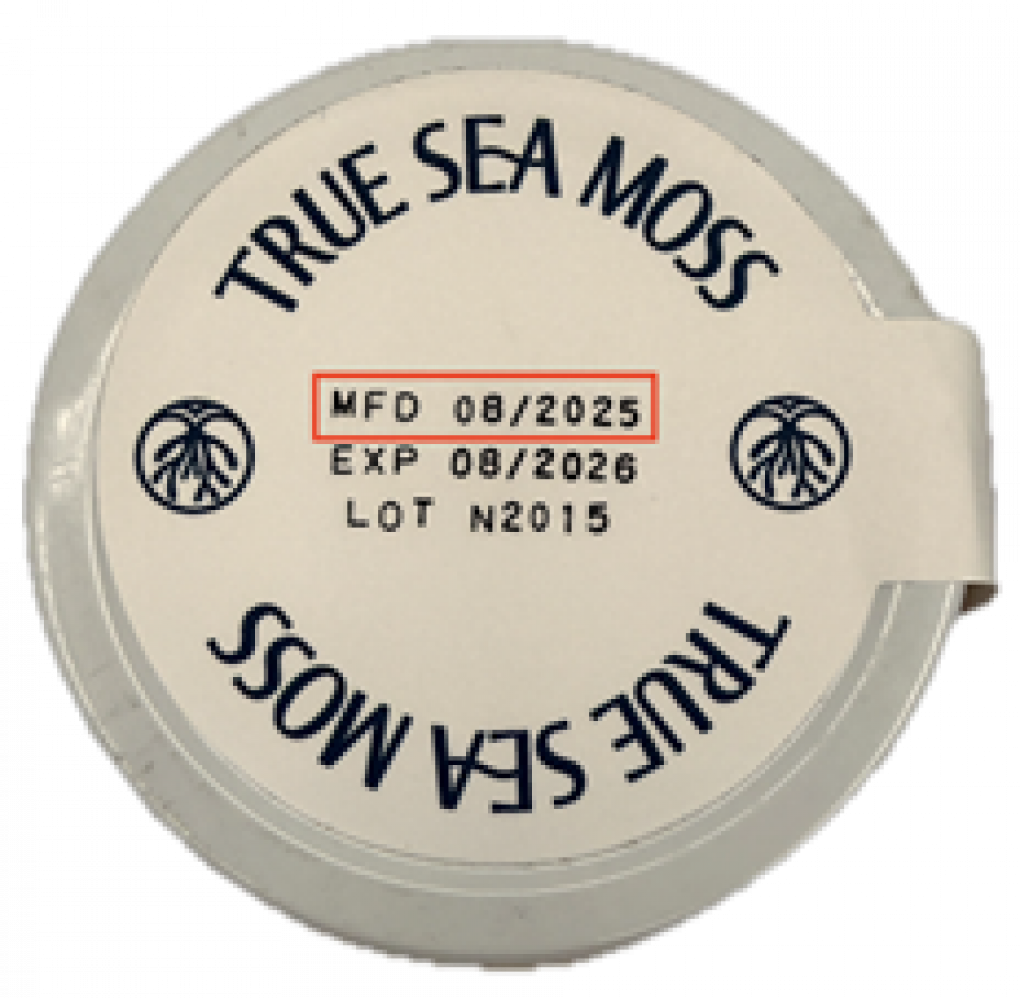 TRUE SEA MOSS
MFD 08/2025
EXP 08/2026
LOT N2015
TRUE SEA MOSS